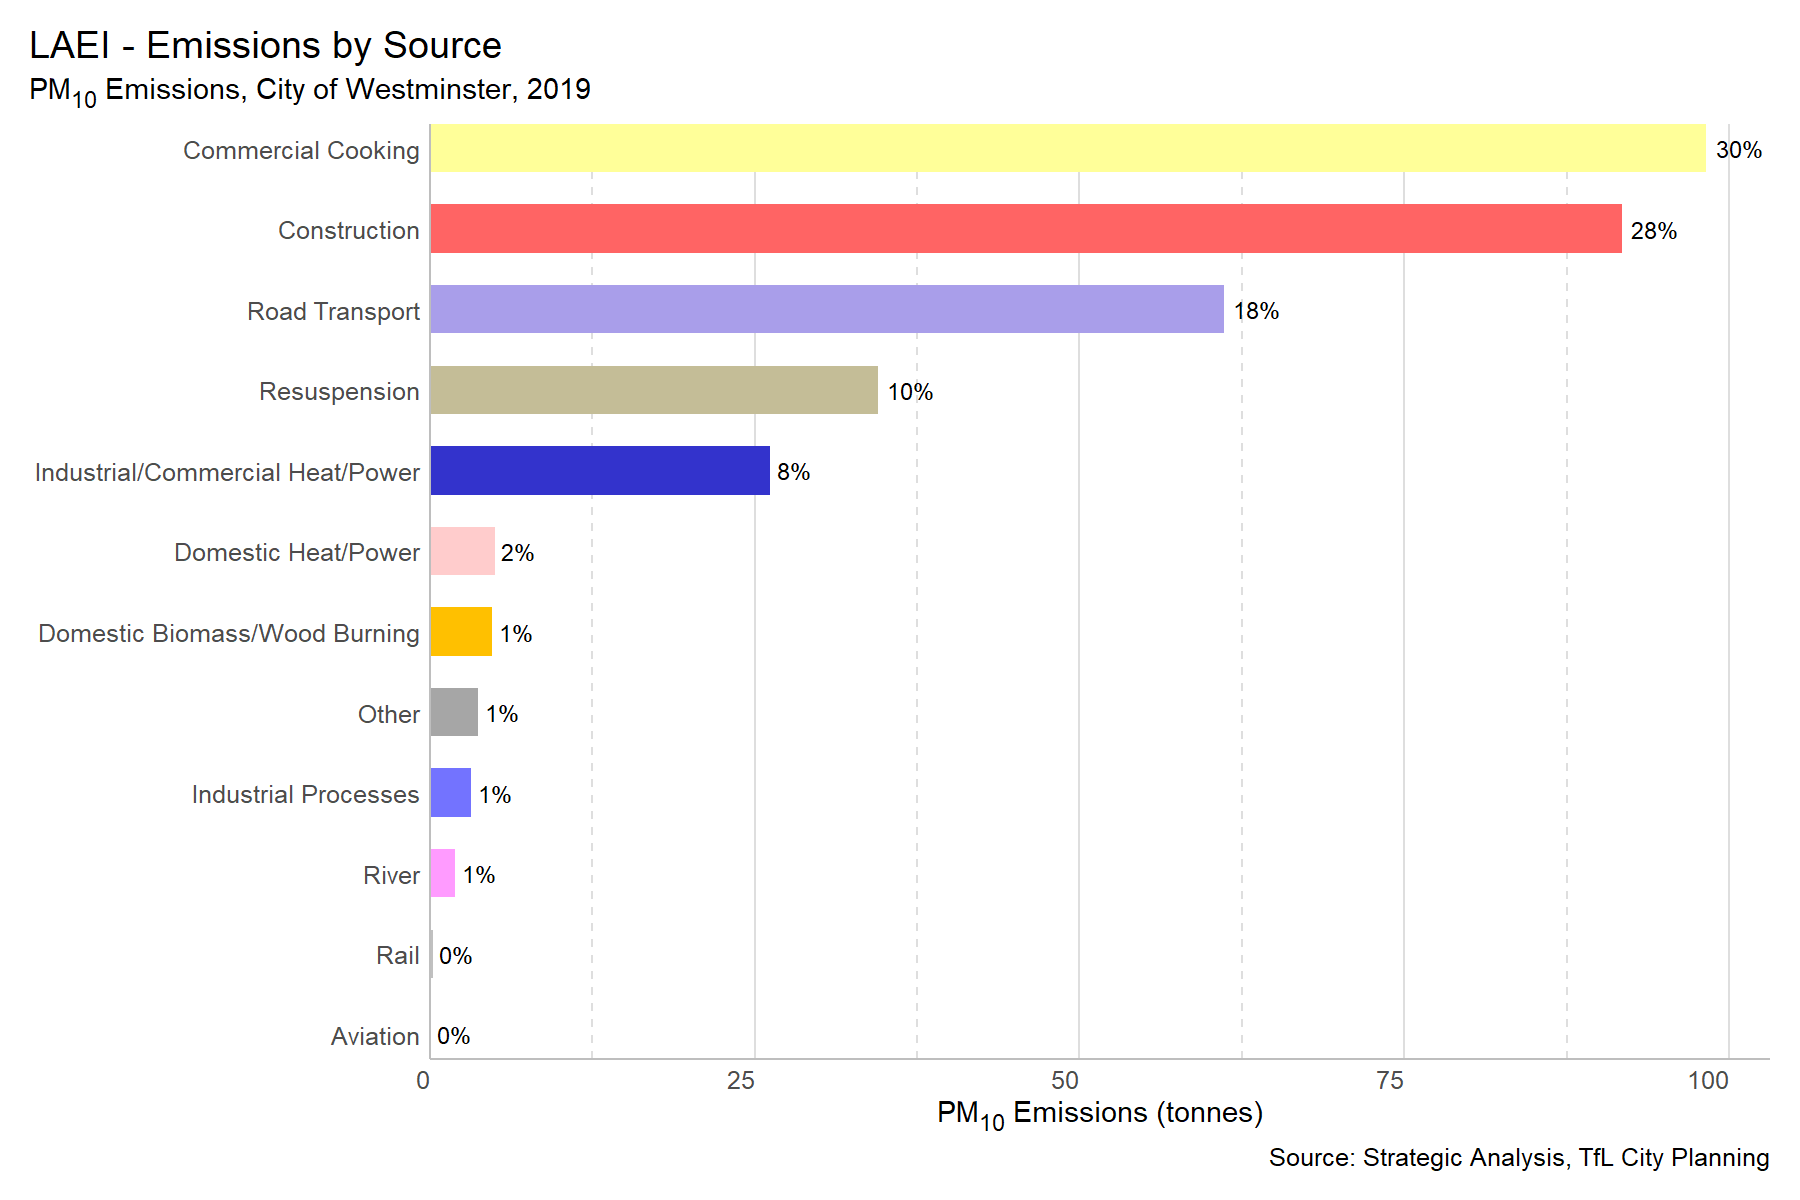 LAEI - Emissions by Source
PM10 Emissions, City of Westminster, 2019
Commercial Cooking 30%
Construction 28%
Road Transport 18%
Resuspension 10%
Industrial/Commercial Heat/Power 8%
Domestic Heat/Power 2%
Domestic Biomass/Wood Burning 1%
Other 1%
Industrial Processes 1%
River 1%
Rail 0%
Aviation 0%
0 25 50 75 100
PM10 Emissions (tonnes)
Source: Strategic Analysis, TfL City Planning